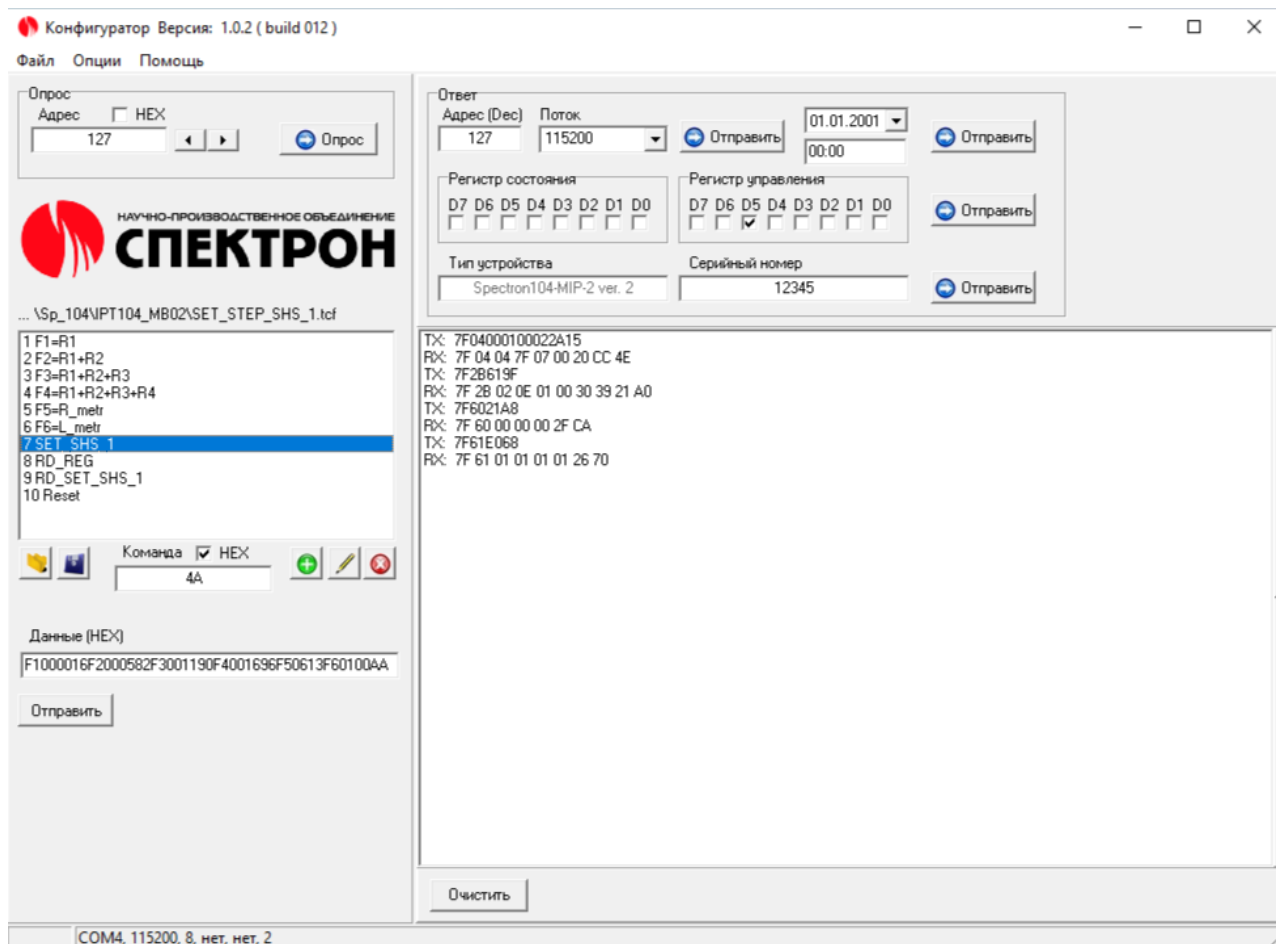 Конфигуратор Версия: 1.0.2 ( build 012 )
Файл Опции Помощь
Опрос
Адрес HEX
127 Опрос
НАУЧНО-ПРОИЗВОДСТВЕННОЕ ОБЪЕДИНЕНИЕ
СПЕКТРОН
... \Sp_104\IPT104_MB02\SET_STEP_SHS_1.tcf
1 F1=R1
2 F2=R1+R2
3 F3=R1+R2+R3
4 F4=R1+R2+R3+R4
5 F5=R_metr
6 F6=L_metr
7 SET_SHS_1
8 RD_REG
9 RD_SET_SHS_1
10 Reset
Команда HEX
4A
Данные (HEX)
F1000016F2000582F3001190F4001696F50613F60100AA
Отправить
Ответ
Адрес (Dec) Поток
127 115200 Отправить 01.01.2001 Отправить
00:00
Регистр состояния Регистр управления
D7 D6 D5 D4 D3 D2 D1 D0 D7 D6 D5 D4 D3 D2 D1 D0 Отправить
Тип устройства Серийный номер
Spectron104-MIP-2 ver. 2 12345 Отправить
TX: 7F04000100022A15
RX: 7F 04 04 7F 07 00 20 CC 4E
TX: 7F2B619F
RX: 7F 2B 02 0E 01 00 30 39 21 A0
TX: 7F6021A8
RX: 7F 60 00 00 00 2F CA
TX: 7F61E068
RX: 7F 61 01 01 01 01 26 70
Очистить
COM4, 115200, 8, нет, нет, 2